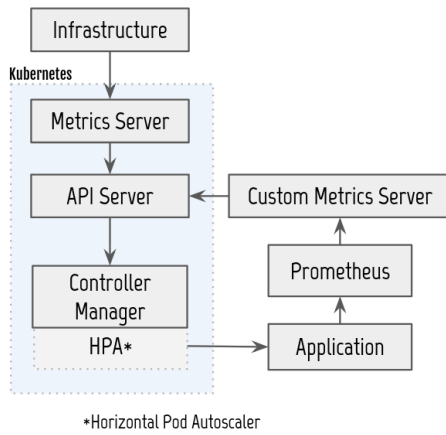 Infrastructure
Kubernetes
Metrics Server
API Server
Custom Metrics Server
Controller
Manager
Prometheus
HPA*
Application
*Horizontal Pod Autoscaler